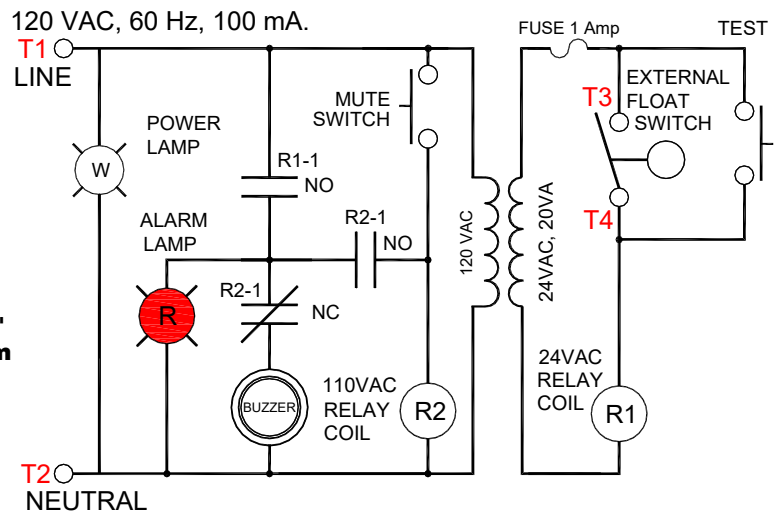 120 VAC, 60 Hz, 100 mA.
T1
LINE
POWER
LAMP
W
R1-1
NO
MUTE
SWITCH
FUSE 1 Amp
TEST
T3
EXTERNAL
FLOAT
SWITCH
T4
ALARM
LAMP
R
R2-1
NO
R2-1
NC
120 VAC
24VAC, 20VA
BUZZER
110VAC
RELAY
COIL
R2
24VAC
RELAY
COIL
R1
T2
NEUTRAL